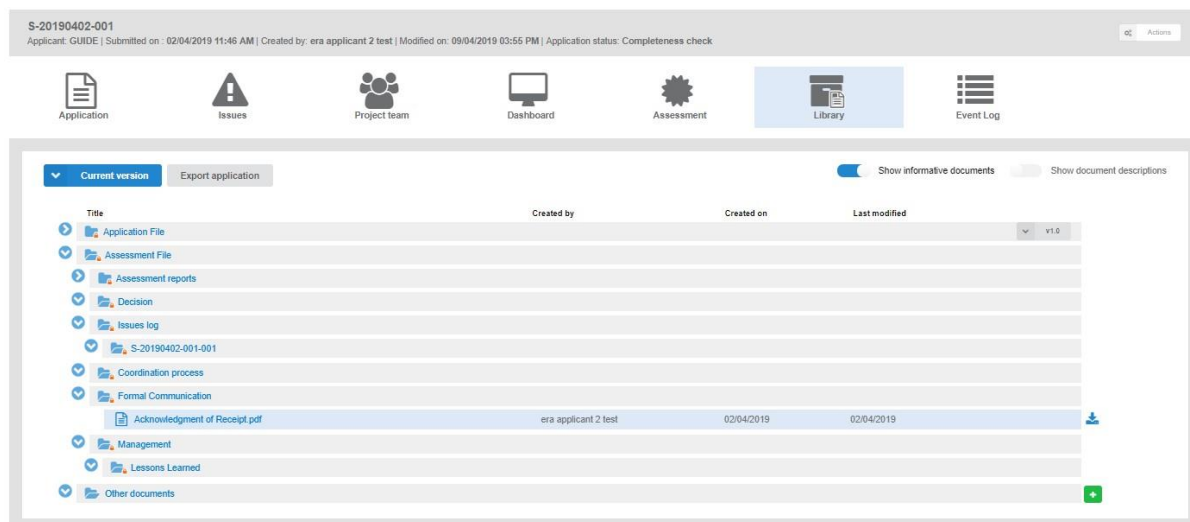 S-20190402-001
Applicant: GUIDE | Submitted on : 02/04/2019 11:46 AM | Created by: era applicant 2 test | Modified on: 09/04/2019 03:55 PM | Application status: Completeness check
Actions
Application Issues Project team Dashboard Assessment Library Event Log
Current version Export application Show informative documents Show document descriptions
Title Created by Created on Last modified
Application File v1.0
Assessment File
Assessment reports
Decision
Issues log
S-20190402-001-001
Coordination process
Formal Communication
Acknowledgment of Receipt.pdf era applicant 2 test 02/04/2019 02/04/2019
Management
Lessons Learned
Other documents